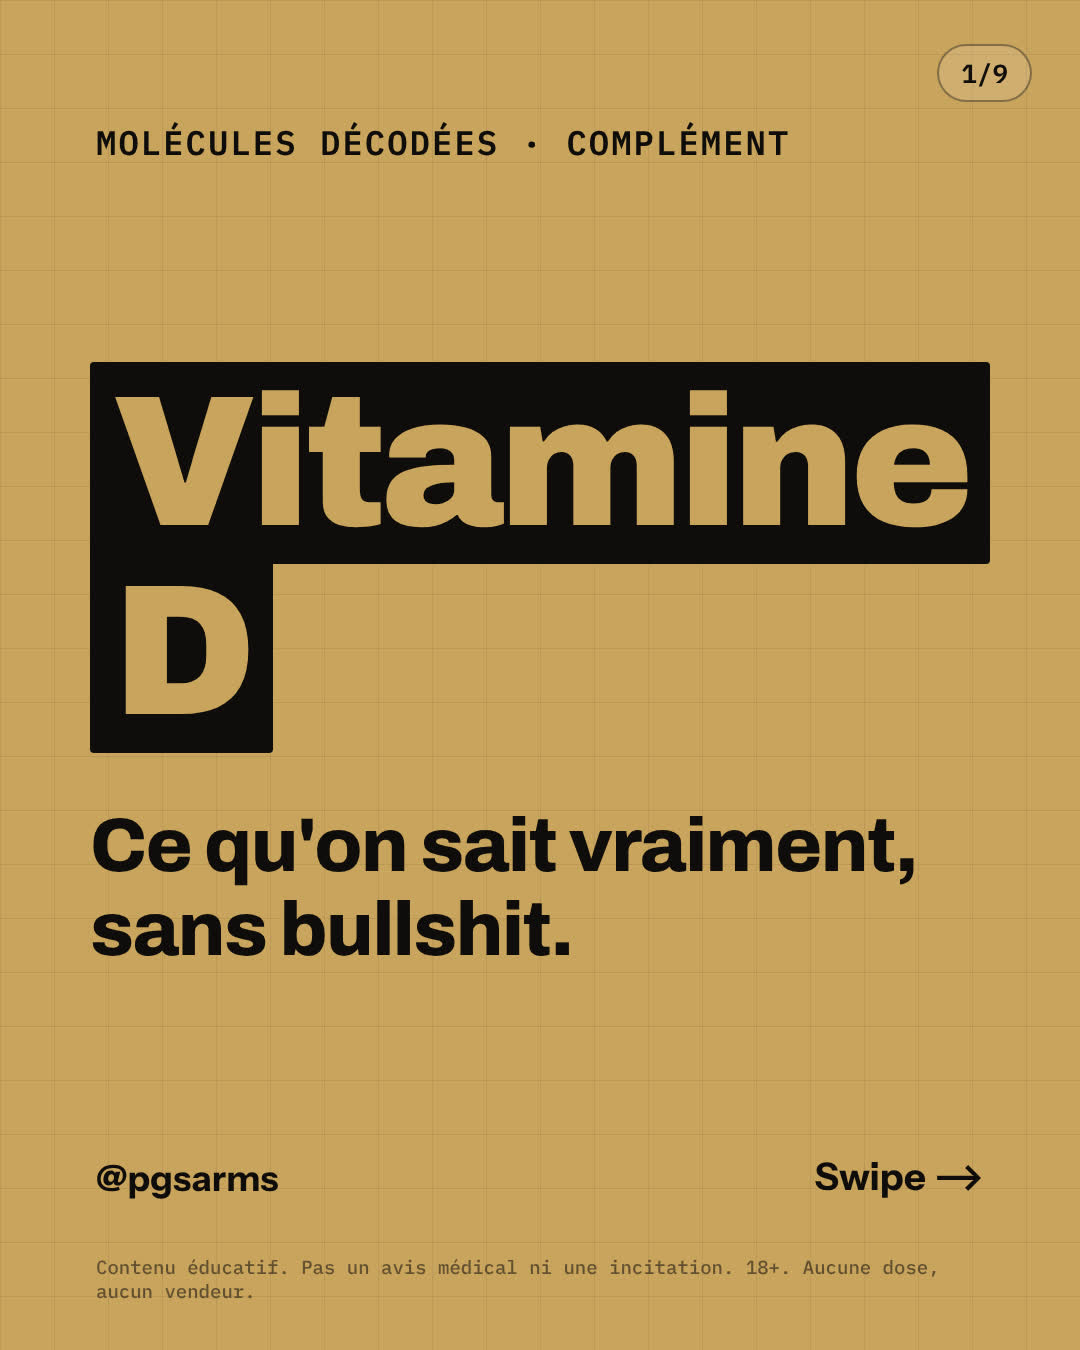 1/9
MOLÉCULES DÉCODÉES · COMPLÉMENT
Vitamine
D
Ce qu'on sait vraiment,
sans bullshit.
@pgsarms
Swipe →
Contenu éducatif. Pas un avis médical ni une incitation. 18+. Aucune dose,
aucun vendeur.